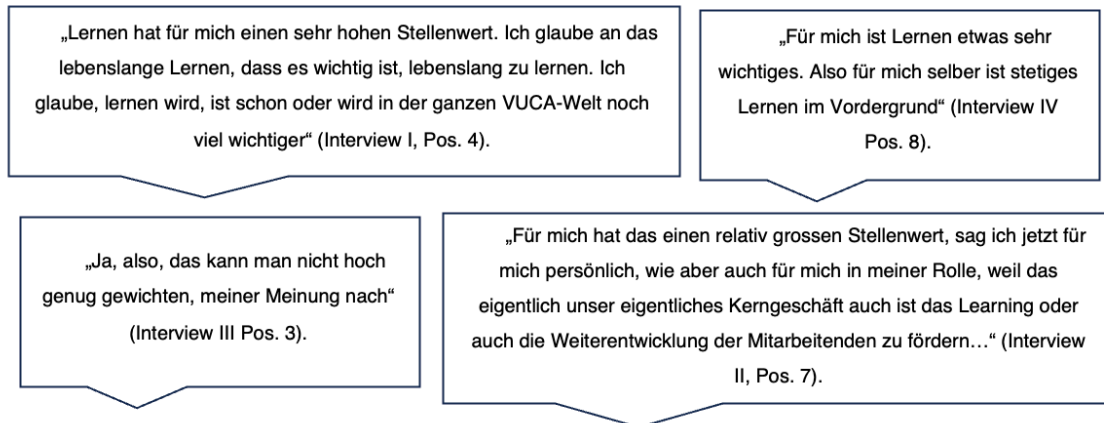 „Lernen hat für mich einen sehr hohen Stellenwert. Ich glaube an das
lebenslange Lernen, dass es wichtig ist, lebenslang zu lernen. Ich
glaube, lernen wird, ist schon oder wird in der ganzen VUCA-Welt noch
viel wichtiger“ (Interview I, Pos. 4).
„Für mich ist Lernen etwas sehr
wichtiges. Also für mich selber ist stetiges
Lernen im Vordergrund“ (Interview IV
Pos. 8).
„Ja, also, das kann man nicht hoch
genug gewichten, meiner Meinung nach“
(Interview III Pos. 3).
„Für mich hat das einen relativ grossen Stellenwert, sag ich jetzt für
mich persönlich, wie aber auch für mich in meiner Rolle, weil das
eigentlich unser eigentliches Kerngeschäft auch ist das Learning oder
auch die Weiterentwicklung der Mitarbeitenden zu fördern…“ (Interview
II, Pos. 7).